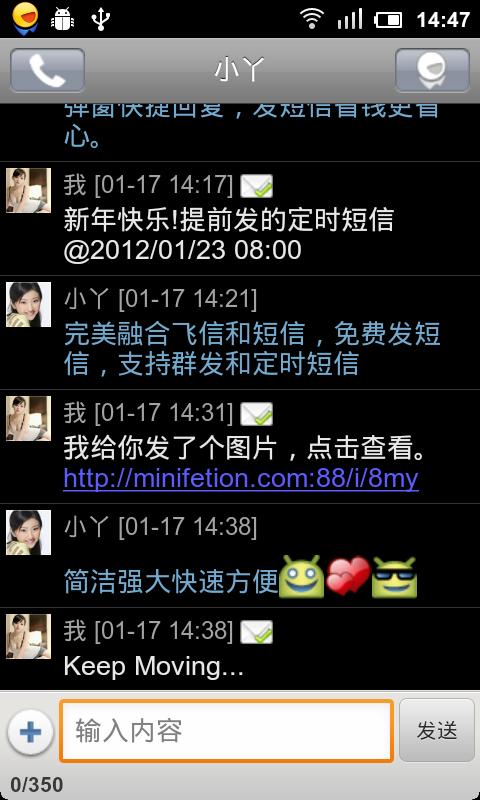 14:47
小丫
弹窗快捷回复，发短信省钱更省
心。
我 [01-17 14:17]
新年快乐!提前发的定时短信
@2012/01/23 08:00
小丫 [01-17 14:21]
完美融合飞信和短信，免费发短
信，支持群发和定时短信
我 [01-17 14:31]
我给你发了个图片，点击查看。
http://minifetion.com:88/i/8my
小丫 [01-17 14:38]
简洁强大快速方便
我 [01-17 14:38]
Keep Moving...
输入内容
发送
0/350